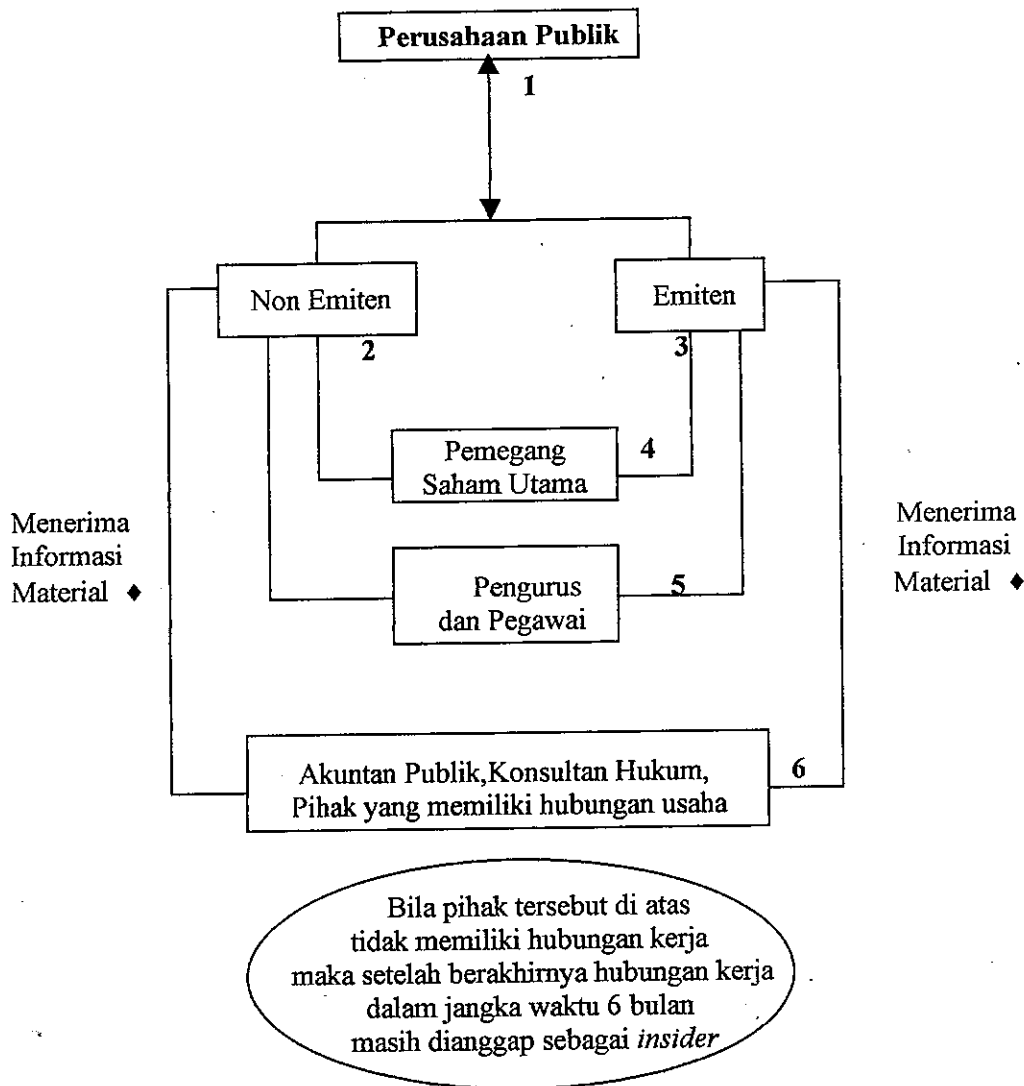 Perusahaan Publik
1
Non Emiten
2
Emiten
3
Pemegang
Saham Utama
4
Menerima
Informasi
Material ♦
Menerima
Informasi
Material ♦
Pengurus
dan Pegawai
5
Akuntan Publik,Konsultan Hukum,
Pihak yang memiliki hubungan usaha
6
Bila pihak tersebut di atas
tidak memiliki hubungan kerja
maka setelah berakhirnya hubungan kerja
dalam jangka waktu 6 bulan
masih dianggap sebagai insider